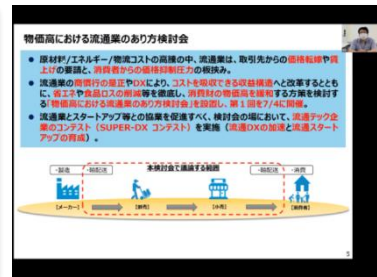 物価高における流通業のあり方検討会
● 原材料/エネルギー/物流コストの高騰の中、流通業は、取引先からの価格転嫁や賃
上げの要請と、消費者からの価格抑制圧力の板挟み。
● 流通業の商慣行の是正やDXにより、コストを吸収できる収益構造へと改革するとと
もに、省エネや食品ロスの削減等を徹底し、消費財の物価高を緩和する方策を検討す
る「物価高における流通業のあり方検討会」を設置し、第1回を7/4に開催。
● 流通業とスタートアップ等との協業を促進すべく、検討会の場において、流通テック企
業のコンテスト（SUPER-DX コンテスト）を実施（流通DXの加速と流通スタート
アップの育成）。
本検討会で議論する範囲
・製造
・配送
・消費
【メーカー】
【卸売】
【小売】
【消費者】
3